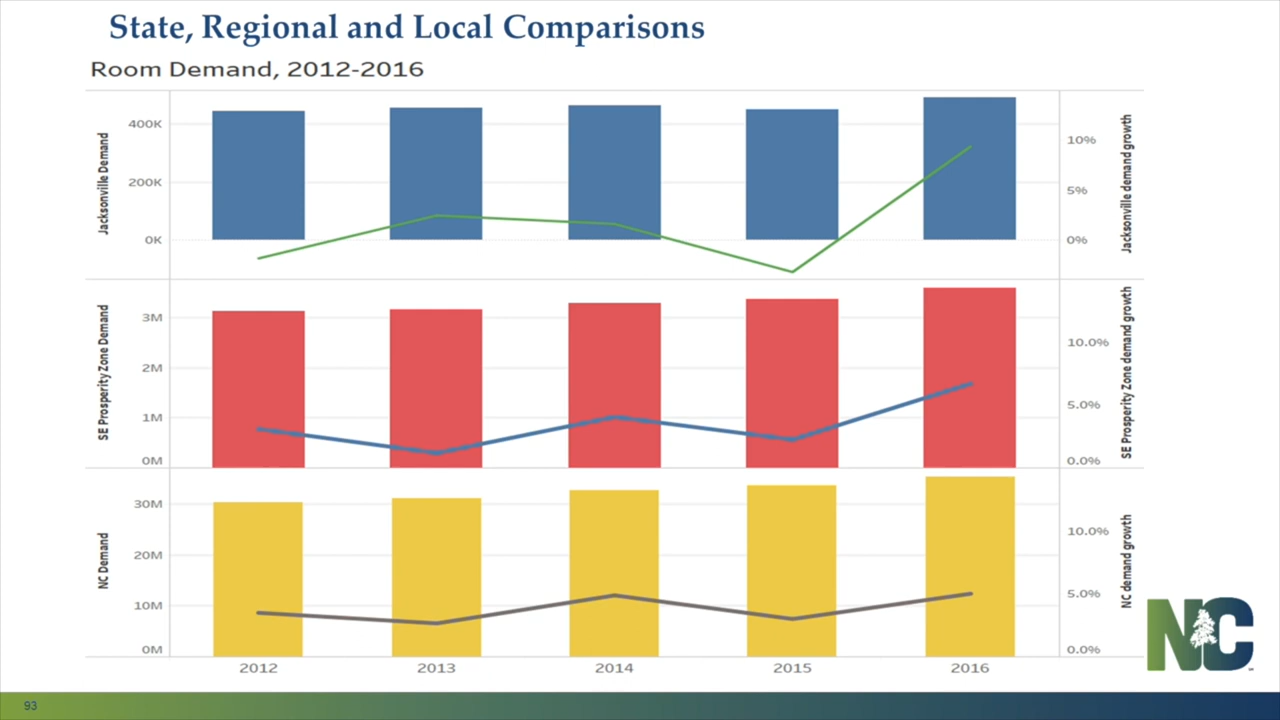 State, Regional and Local Comparisons
Room Demand, 2012-2016
Jacksonville Demand
400K
200K
0K
10%
5%
0%
Jacksonville demand growth
SE Prosperity Zone Demand
3M
2M
1M
0M
10.0%
5.0%
0.0%
SE Prosperity Zone demand growth
NC Demand
30M
20M
10M
0M
10.0%
5.0%
0.0%
NC demand growth
2012 2013 2014 2015 2016
NC
93